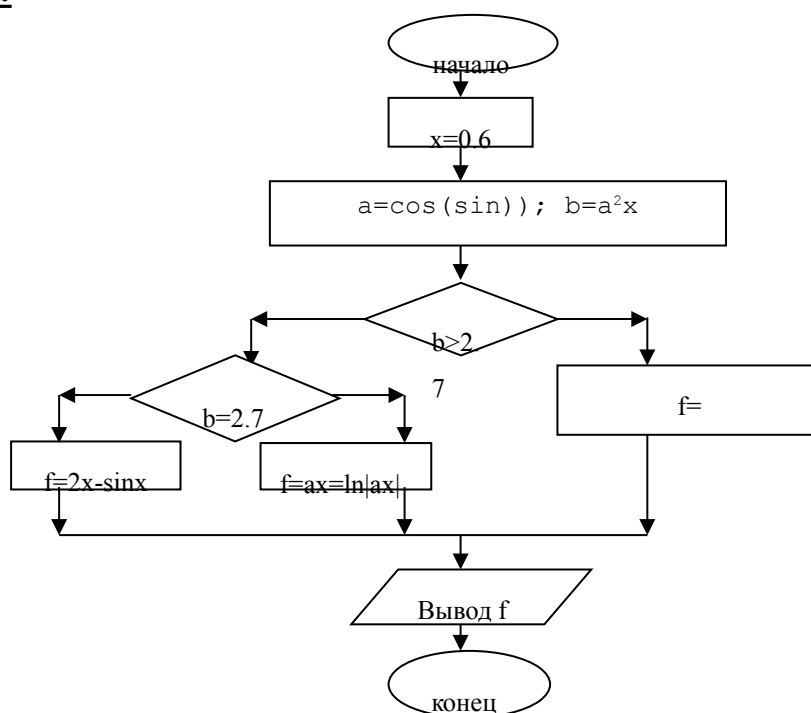 начало
x=0.6
a=cos(sin)); b=a²x
b>2.
7
b=2.7
f=
f=2x-sinx
f=ax=ln|ax|
Вывод f
конец